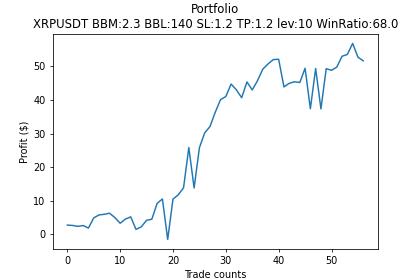 Portfolio
XRPUSDT BBM:2.3 BBL:140 SL:1.2 TP:1.2 lev:10 WinRatio:68.0
Profit ($)
50
40
30
20
10
0
0 10 20 30 40 50
Trade counts